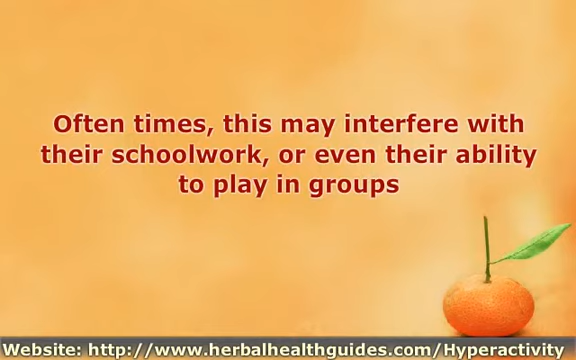 Often times, this may interfere with
their schoolwork, or even their ability
to play in groups
Website: http://www.herbalhealthguides.com/Hyperactivity